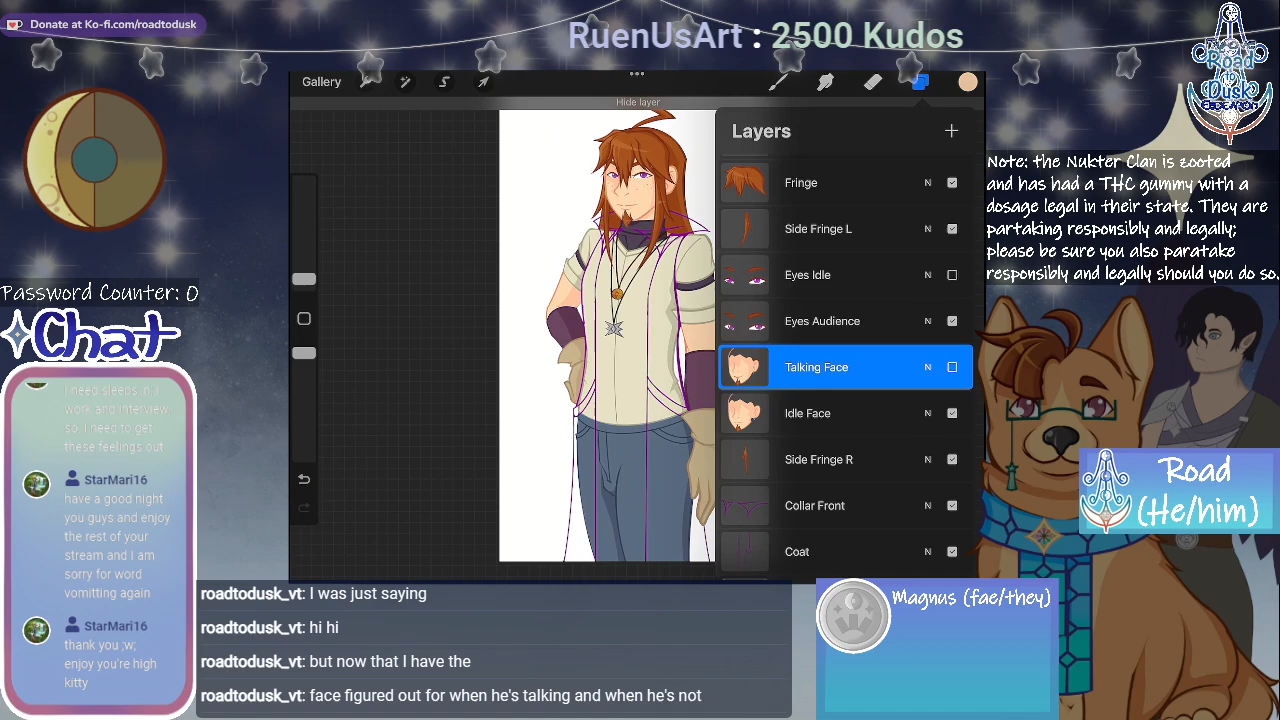 Donate at Ko-fi.com/roadtodusk
RuenUsArt : 2500 Kudos
Road
to
Dusk
Gallery
S
Hide layer
Layers
Fringe
N
Side Fringe L
N
Eyes Idle
N
Eyes Audience
N
Talking Face
N
Idle Face
N
Side Fringe R
N
Collar Front
N
Coat
N
Note: the Nukter Clan is zooted
and has had a THC gummy with a
dosage legal in their state. They are
partaking responsibly and legally;
please be sure you also paratake
responsibly and legally should you do so.
Password Counter: 0
Chat
I need sleeps n. I
work and interview
so. I need to get
these feelings out
StarMari16
have a good night
you guys and enjoy
the rest of your
stream and I am
sorry for word
vomitting again
StarMari16
thank you ;w;
enjoy you're high
kitty
roadtodusk_vt: I was just saying
roadtodusk_vt: hi hi
roadtodusk_vt: but now that I have the
roadtodusk_vt: face figured out for when he's talking and when he's not
Road
(He/him)
Magnus (fae/they)